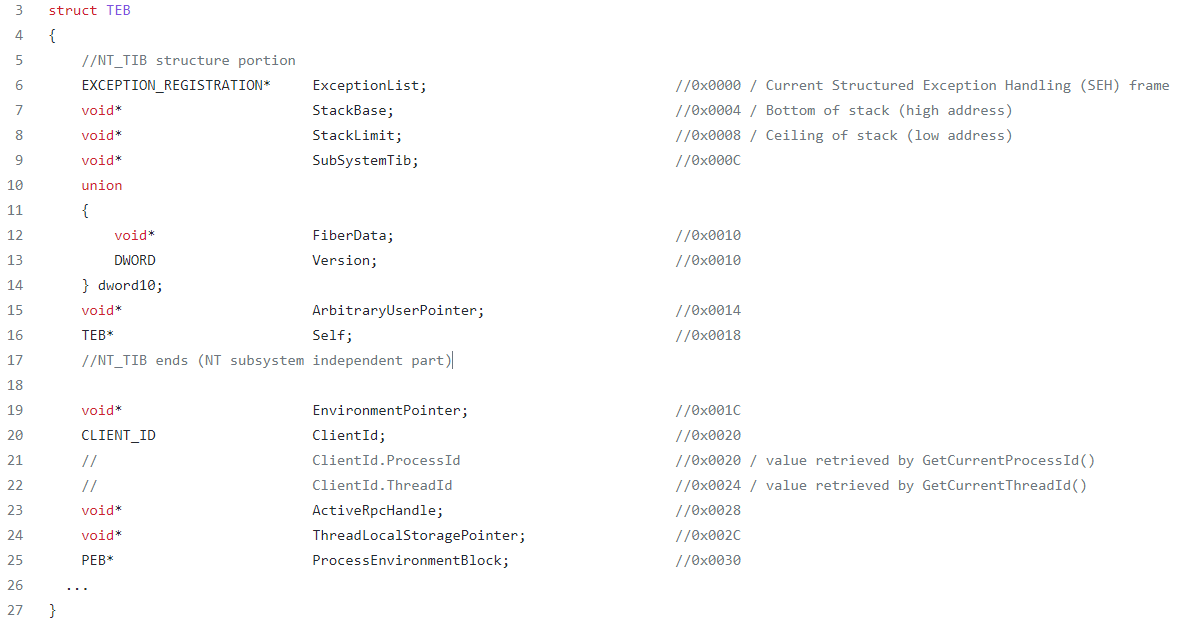 3 struct TEB
4 {
5 //NT_TIB structure portion
6 EXCEPTION_REGISTRATION* ExceptionList; //0x0000 / Current Structured Exception Handling (SEH) frame
7 void* StackBase; //0x0004 / Bottom of stack (high address)
8 void* StackLimit; //0x0008 / Ceiling of stack (low address)
9 void* SubSystemTib; //0x000C
10 union
11 {
12 void* FiberData; //0x0010
13 DWORD Version; //0x0010
14 } dword10;
15 void* ArbitraryUserPointer; //0x0014
16 TEB* Self; //0x0018
17 //NT_TIB ends (NT subsystem independent part)
18
19 void* EnvironmentPointer; //0x001C
20 CLIENT_ID ClientId; //0x0020
21 // ClientId.ProcessId //0x0020 / value retrieved by GetCurrentProcessId()
22 // ClientId.ThreadId //0x0024 / value retrieved by GetCurrentThreadId()
23 void* ActiveRpcHandle; //0x0028
24 void* ThreadLocalStoragePointer; //0x002C
25 PEB* ProcessEnvironmentBlock; //0x0030
26 ...
27 }